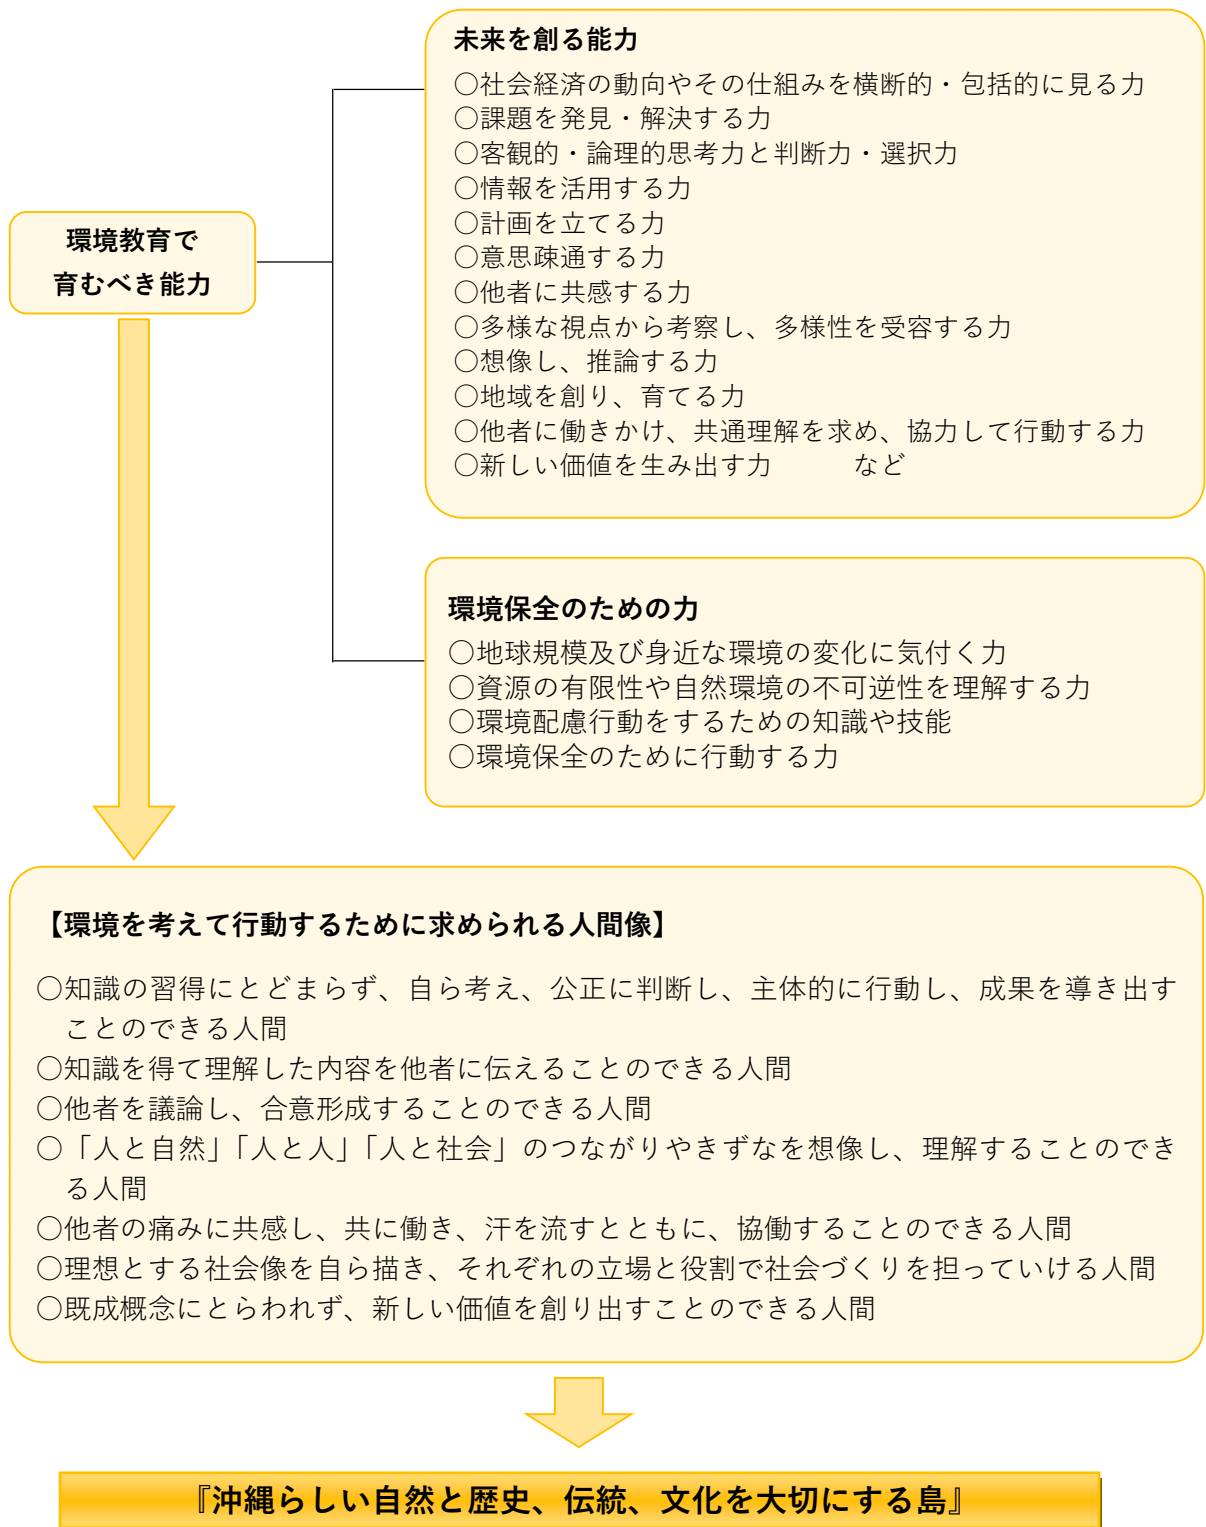 未来を創る能力
○社会経済の動向やその仕組みを横断的・包括的に見る力
○課題を発見・解決する力
○客観的・論理的思考力と判断力・選択力
○情報を活用する力
○計画を立てる力
○意思疎通する力
○他者に共感する力
○多様な視点から考察し、多様性を受容する力
○想像し、推論する力
○地域を創り、育てる力
○他者に働きかけ、共通理解を求め、協力して行動する力
○新しい価値を生み出す力　　　など
環境教育で
育むべき能力
環境保全のための力
○地球規模及び身近な環境の変化に気付く力
○資源の有限性や自然環境の不可逆性を理解する力
○環境配慮行動をするための知識や技能
○環境保全のために行動する力
【環境を考えて行動するために求められる人間像】
○知識の習得にとどまらず、自ら考え、公正に判断し、主体的に行動し、成果を導き出す
ことのできる人間
○知識を得て理解した内容を他者に伝えることのできる人間
○他者を議論し、合意形成することのできる人間
○「人と自然」「人と人」「人と社会」のつながりやきずなを想像し、理解することのでき
る人間
○他者の痛みに共感し、共に働き、汗を流すとともに、協働することのできる人間
○理想とする社会像を自ら描き、それぞれの立場と役割で社会づくりを担っていける人間
○既成概念にとらわれず、新しい価値を創り出すことのできる人間
『沖縄らしい自然と歴史、伝統、文化を大切にする島』